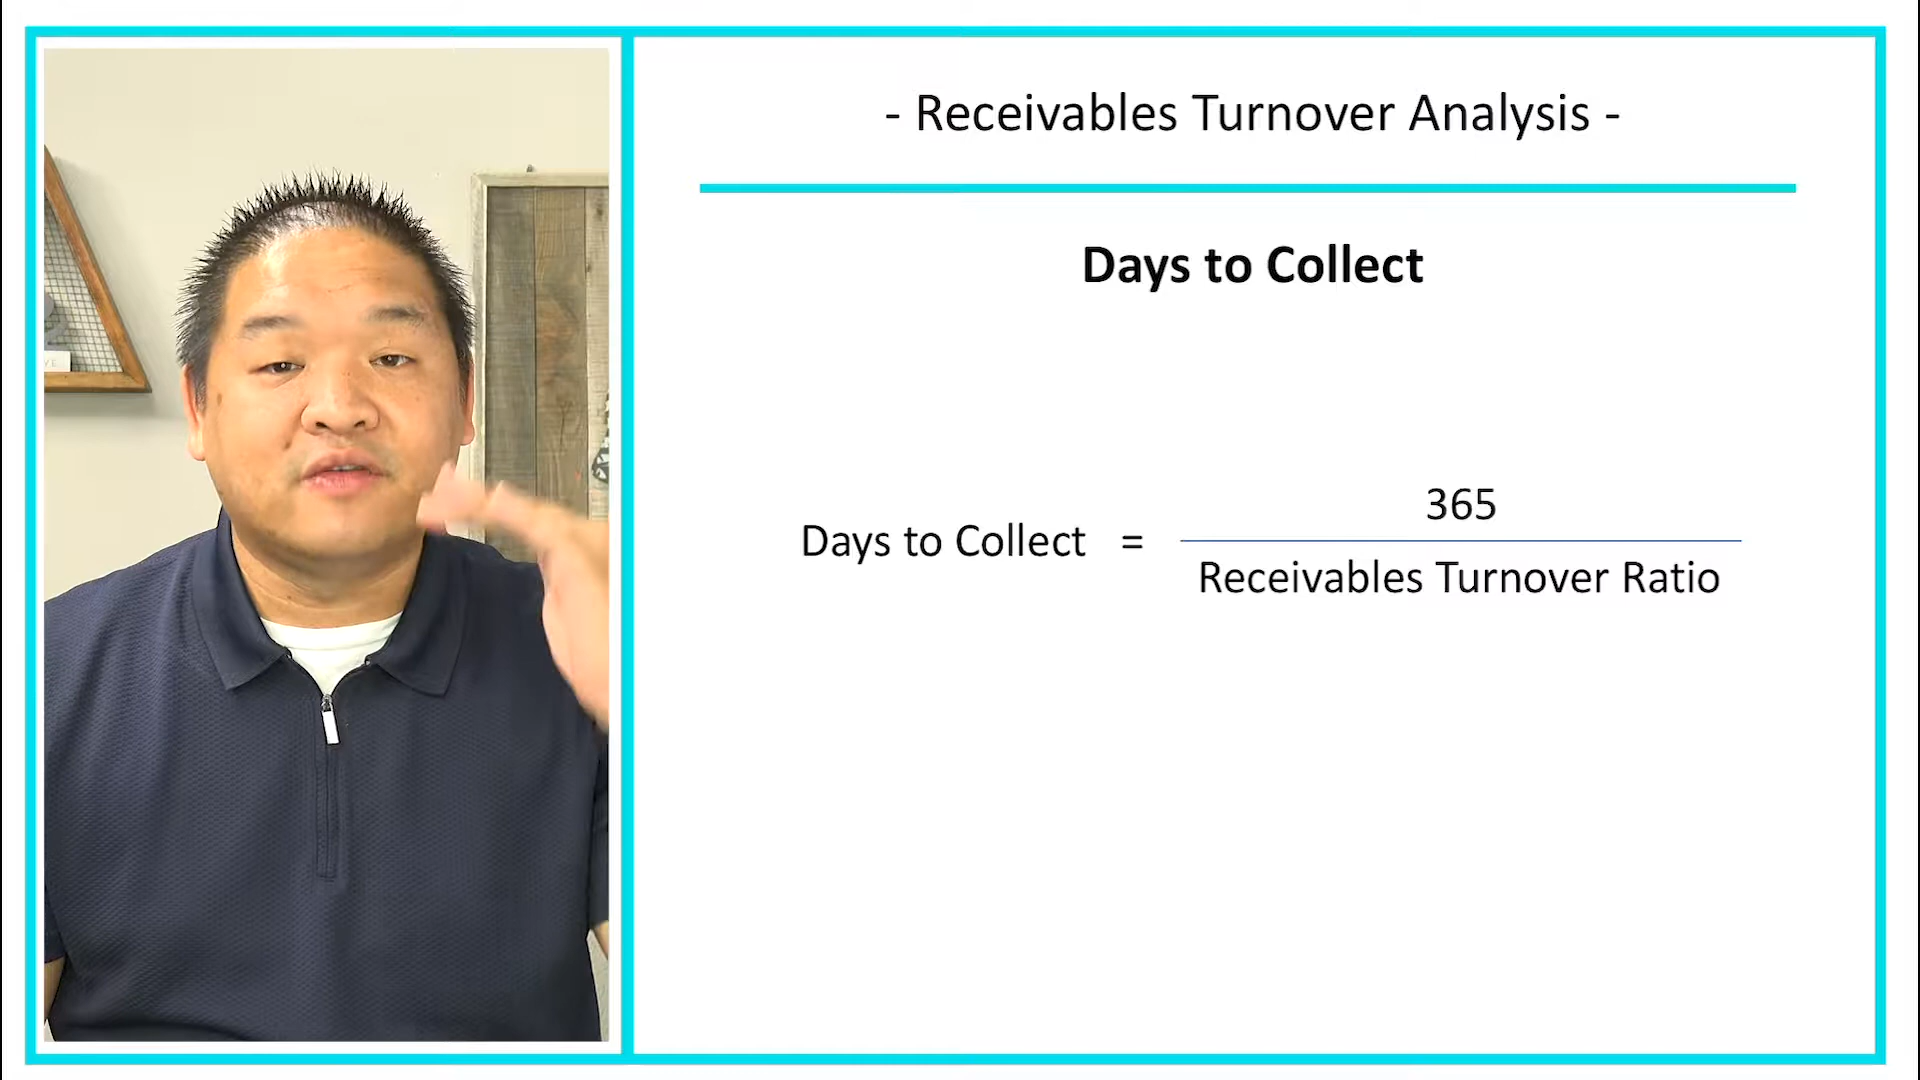 - Receivables Turnover Analysis -
Days to Collect
Days to Collect = 365
Receivables Turnover Ratio